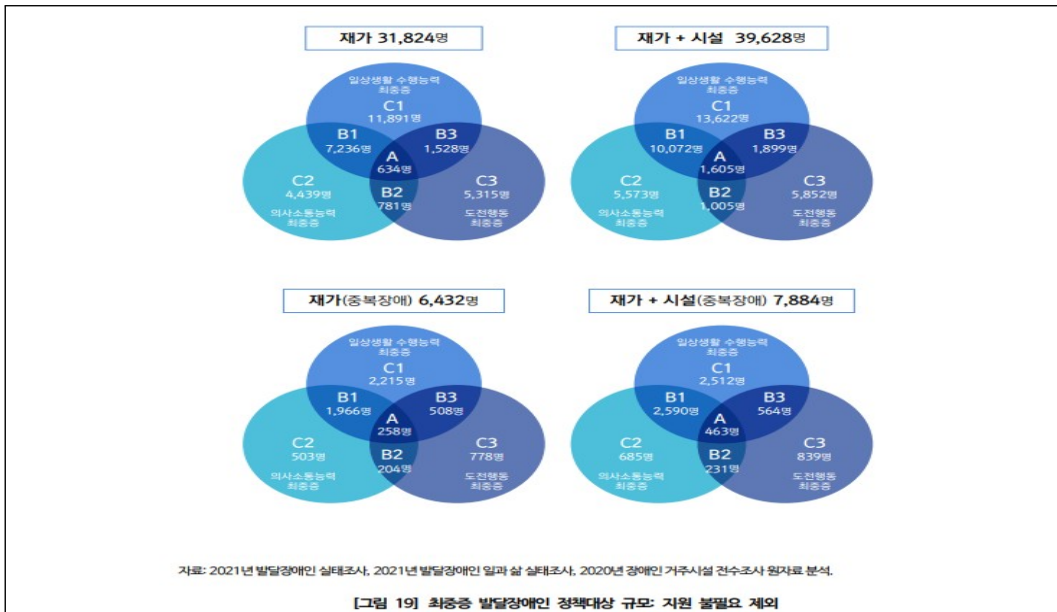 재가 31,824명
일상생활 수행능력
최중증
C1
11,891명
B1
7,236명
B3
1,528명
A
634명
C2
4,439명
의사소통능력
최중증
B2
781명
C3
5,315명
도전행동
최중증
재가 + 시설 39,628명
일상생활 수행능력
최중증
C1
13,622명
B1
10,072명
B3
1,899명
A
1,605명
C2
5,573명
의사소통능력
최중증
B2
1,005명
C3
5,852명
도전행동
최중증
재가(중복장애) 6,432명
일상생활 수행능력
최중증
C1
2,215명
B1
1,966명
B3
508명
A
258명
C2
503명
의사소통능력
최중증
B2
204명
C3
778명
도전행동
최중증
재가 + 시설(중복장애) 7,884명
일상생활 수행능력
최중증
C1
2,512명
B1
2,590명
B3
564명
A
463명
C2
685명
의사소통능력
최중증
B2
231명
C3
839명
도전행동
최중증
자료: 2021년 발달장애인 실태조사, 2021년 발달장애인 일과 삶 실태조사, 2020년 장애인 거주시설 전수조사 원자료 분석.
[그림 19] 최중증 발달장애인 정책대상 규모: 지원 불필요 제외